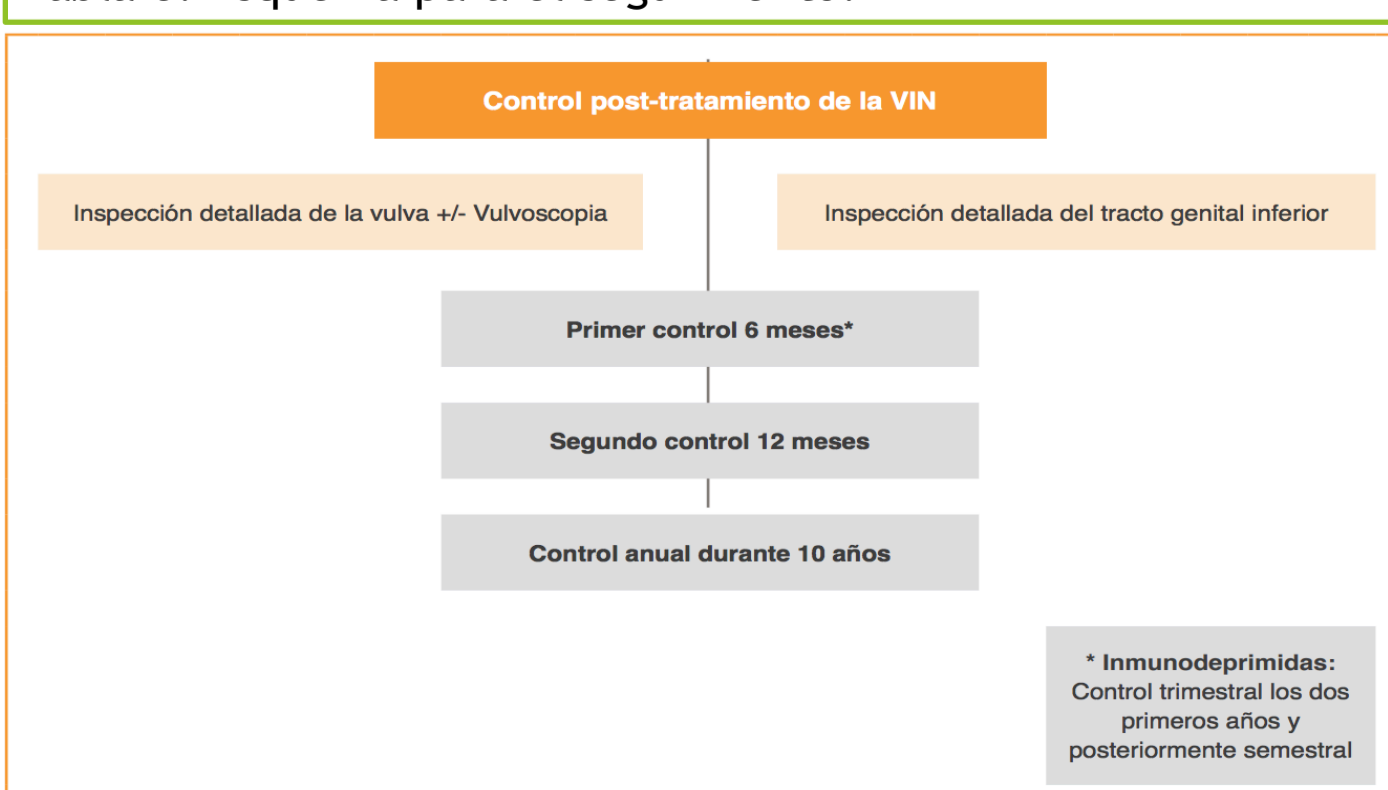 Control post-tratamiento de la VIN
Inspección detallada de la vulva +/- Vulvoscopia
Inspección detallada del tracto genital inferior
Primer control 6 meses*
Segundo control 12 meses
Control anual durante 10 años
* Inmunodeprimidas:
Control trimestral los dos
primeros años y
posteriormente semestral